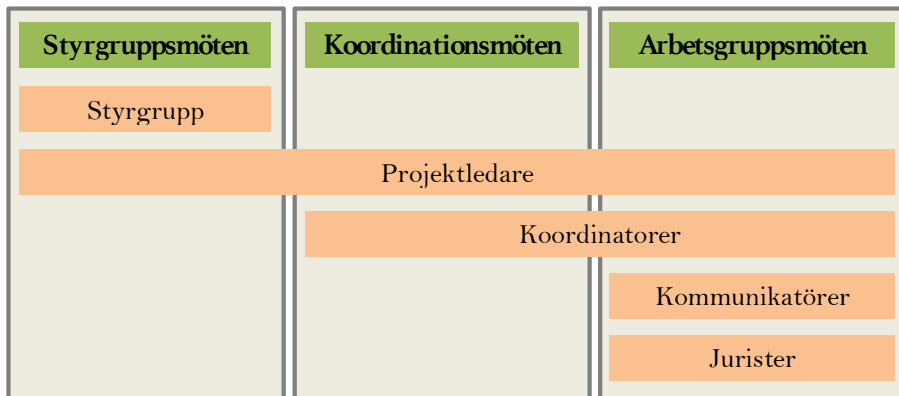 Styrgruppsmöten
Koordinationsmöten
Arbetsgruppsmöten
Styrgrupp
Projektledare
Koordinatorer
Kommunikatörer
Jurister